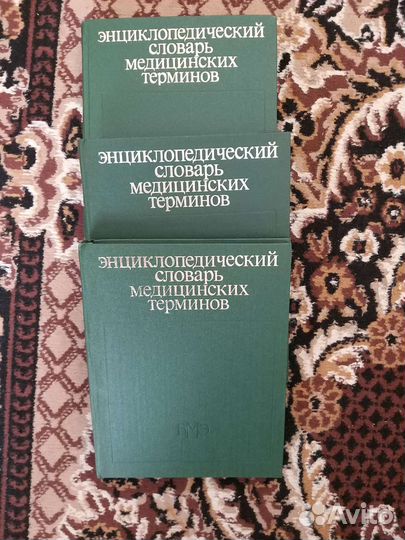 энциклопедический
словарь
медицинских
терминов
энциклопедический
словарь
медицинских
терминов
энциклопедический
словарь
медицинских
терминов
БМЭ
Avito